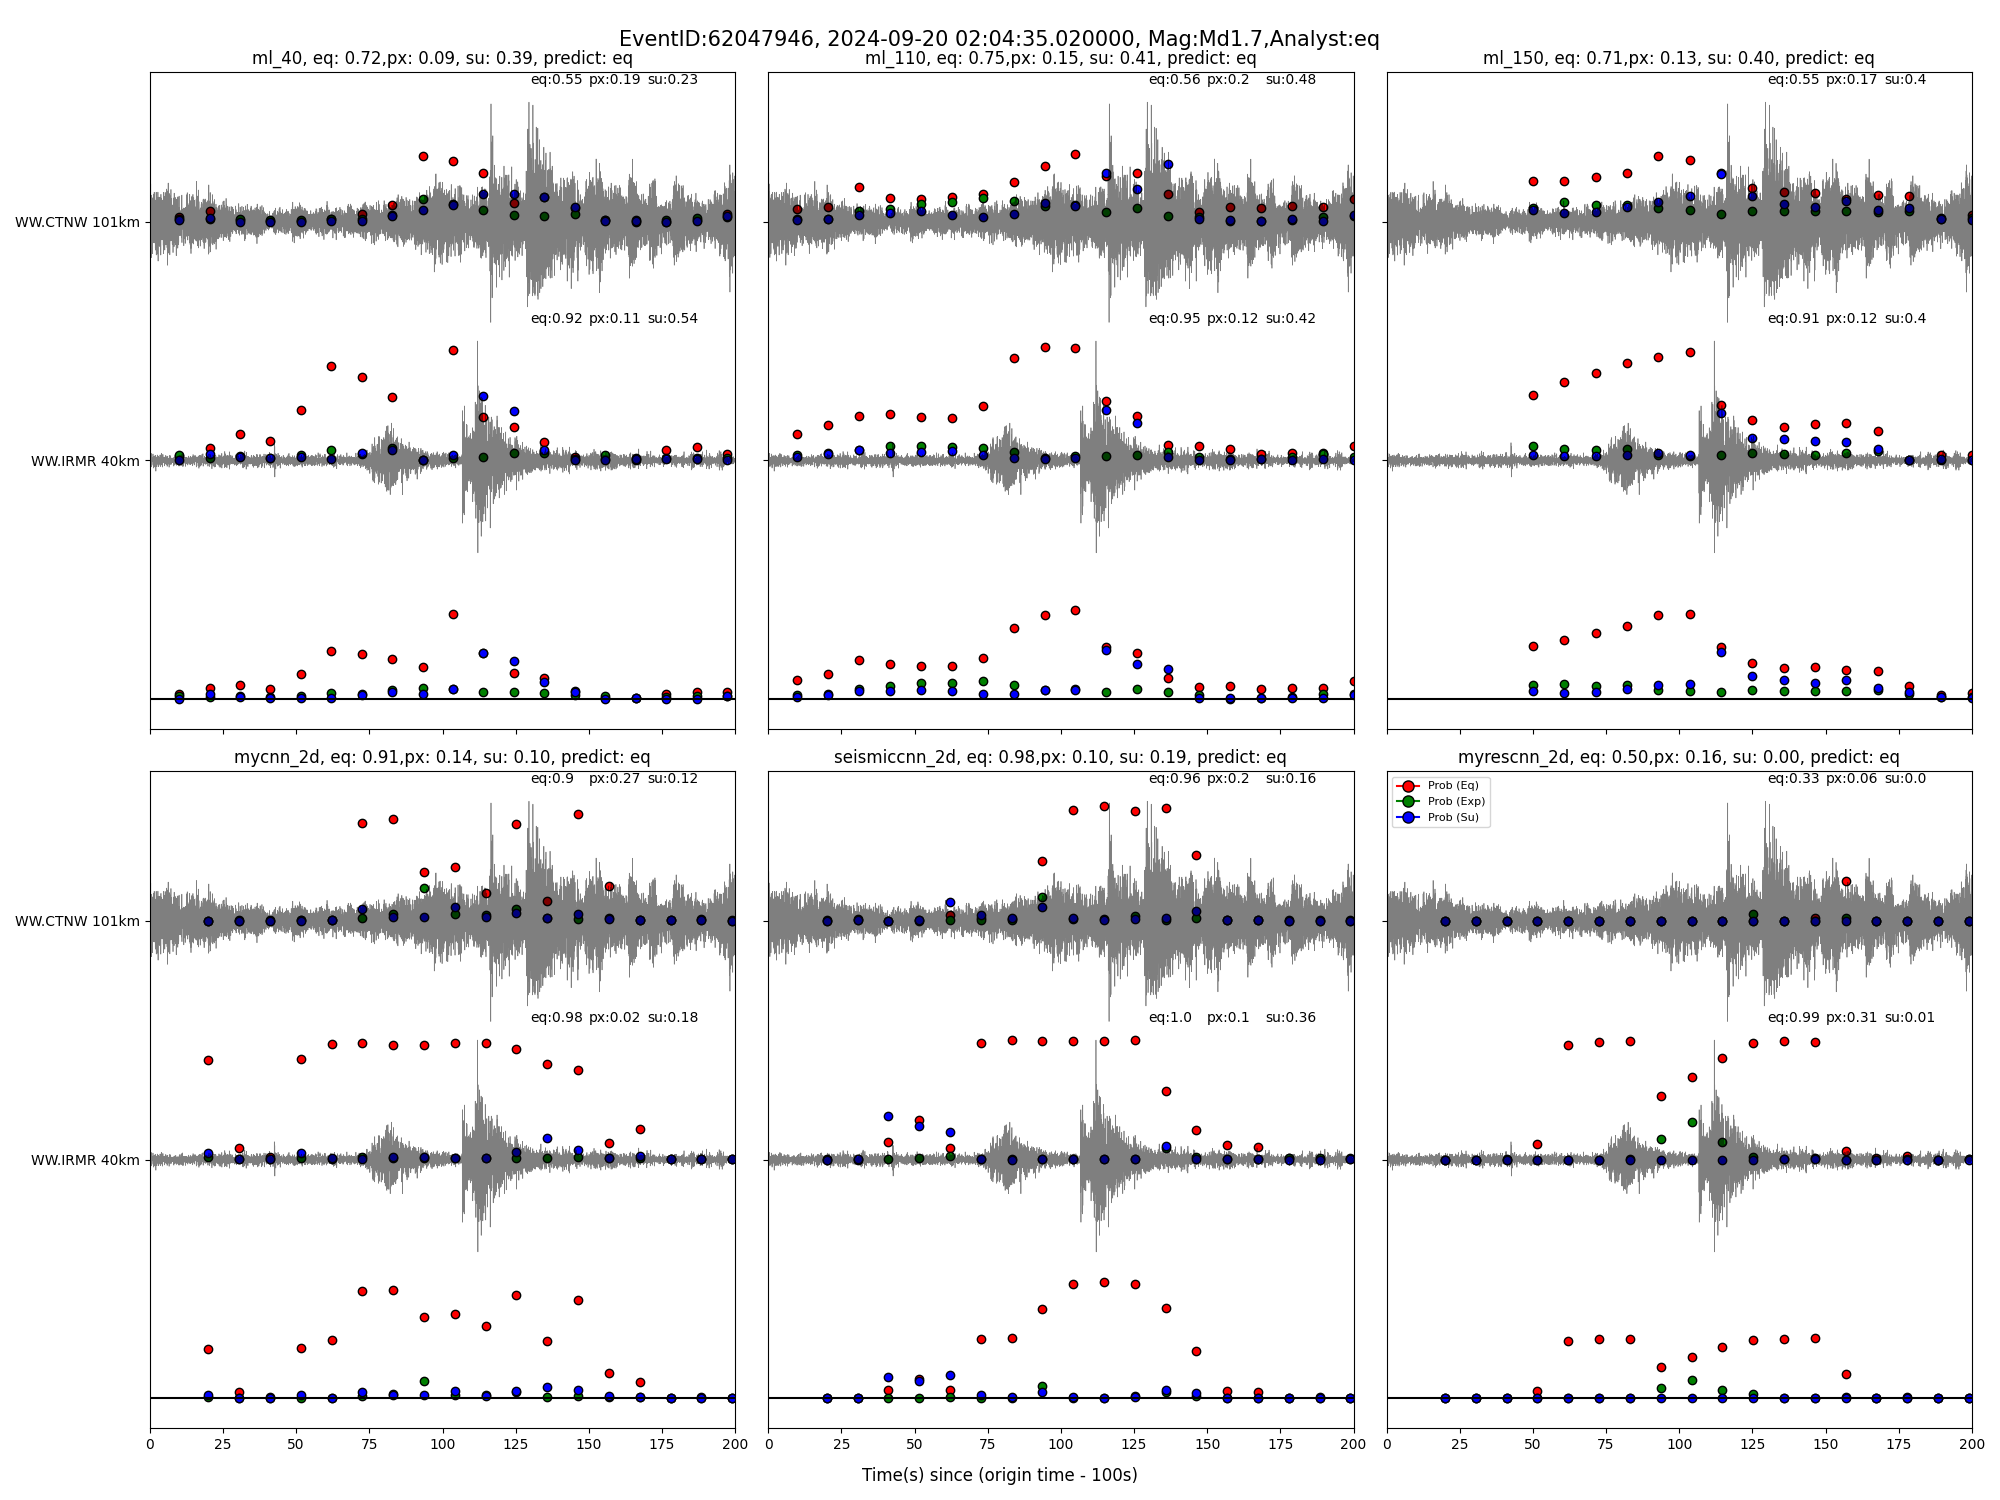 EventID:62047946, 2024-09-20 02:04:35.020000, Mag:Md1.7,Analyst:eq
ml_40, eq: 0.72,px: 0.09, su: 0.39, predict: eq
ml_110, eq: 0.75,px: 0.15, su: 0.41, predict: eq
ml_150, eq: 0.71,px: 0.13, su: 0.40, predict: eq
eq:0.55 px:0.19 su:0.23
eq:0.56 px:0.2 su:0.48
eq:0.55 px:0.17 su:0.4
WW.CTNW 101km
eq:0.92 px:0.11 su:0.54
eq:0.95 px:0.12 su:0.42
eq:0.91 px:0.12 su:0.4
WW.IRMR 40km
mycnn_2d, eq: 0.91,px: 0.14, su: 0.10, predict: eq
seismiccnn_2d, eq: 0.98,px: 0.10, su: 0.19, predict: eq
myrescnn_2d, eq: 0.50,px: 0.16, su: 0.00, predict: eq
eq:0.9 px:0.27 su:0.12
eq:0.96 px:0.2 su:0.16
eq:0.33 px:0.06 su:0.0
Prob (Eq)
Prob (Exp)
Prob (Su)
WW.CTNW 101km
eq:0.98 px:0.02 su:0.18
eq:1.0 px:0.1 su:0.36
eq:0.99 px:0.31 su:0.01
WW.IRMR 40km
0 25 50 75 100 125 150 175 200
0 25 50 75 100 125 150 175 200
0 25 50 75 100 125 150 175 200
Time(s) since (origin time - 100s)